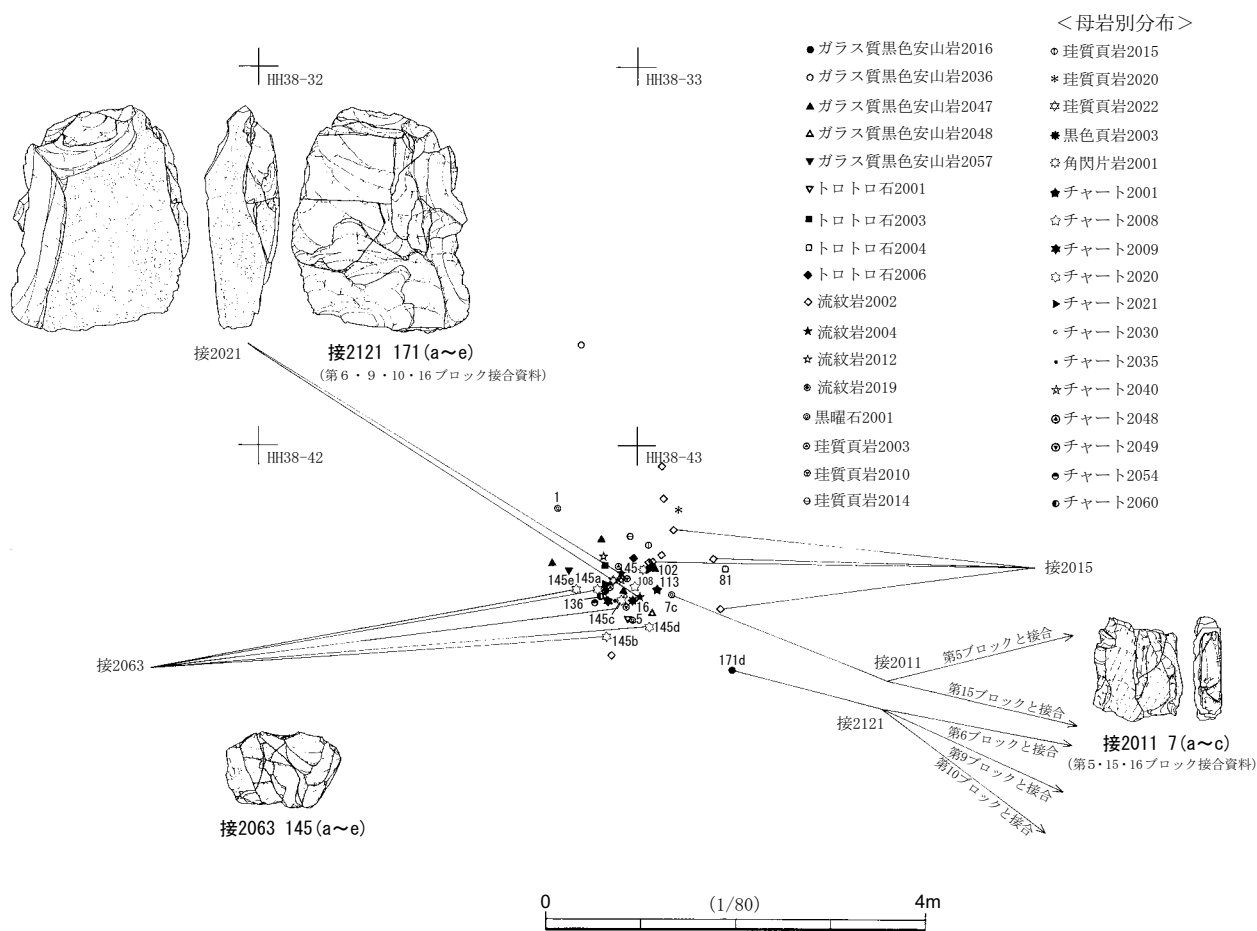 ＜母岩別分布＞
HH38-32
HH38-33
ガラス質黒色安山岩2016
ガラス質黒色安山岩2036
ガラス質黒色安山岩2047
ガラス質黒色安山岩2048
ガラス質黒色安山岩2057
トロトロ石2001
トロトロ石2003
トロトロ石2004
トロトロ石2006
流紋岩2002
流紋岩2004
流紋岩2012
流紋岩2019
黒曜石2001
珪質頁岩2003
珪質頁岩2010
珪質頁岩2014
珪質頁岩2015
珪質頁岩2020
珪質頁岩2022
黒色頁岩2003
角閃片岩2001
チャート2001
チャート2008
チャート2009
チャート2020
チャート2021
チャート2030
チャート2035
チャート2040
チャート2048
チャート2049
チャート2054
チャート2060
接2021
接2121 171(a～e)
(第6・9・10・16ブロック接合資料)
HH38-42
HH38-43
1
145e
145a
45
102
108
113
81
136
16
7c
145c
5
145d
145b
171d
接2015
接2063
接2011
第5ブロックと接合
第15ブロックと接合
接2121
第6ブロックと接合
第9ブロックと接合
第10ブロックと接合
接2011 7(a～c)
(第5・15・16ブロック接合資料)
接2063 145(a～e)
0
(1/80)
4m